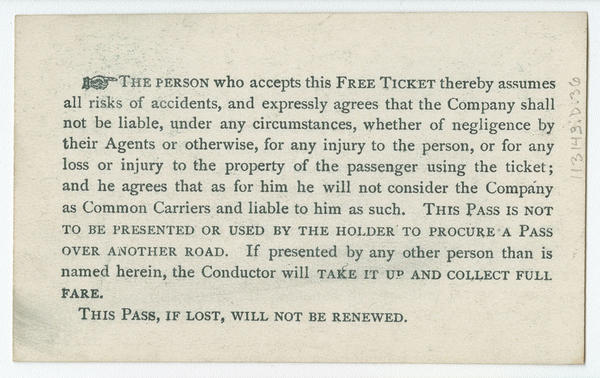 ☞THE PERSON who accepts this FREE TICKET thereby assumes
all risks of accidents, and expressly agrees that the Company shall
not be liable, under any circumstances, whether of negligence by
their Agents or otherwise, for any injury to the person, or for any
loss or injury to the property of the passenger using the ticket;
and he agrees that as for him he will not consider the Company
as Common Carriers and liable to him as such. THIS PASS IS NOT
TO BE PRESENTED OR USED BY THE HOLDER TO PROCURE A PASS
OVER ANOTHER ROAD. If presented by any other person than is
named herein, the Conductor will TAKE IT UP AND COLLECT FULL
FARE.
THIS PASS, IF LOST, WILL NOT BE RENEWED.
113143.D.36